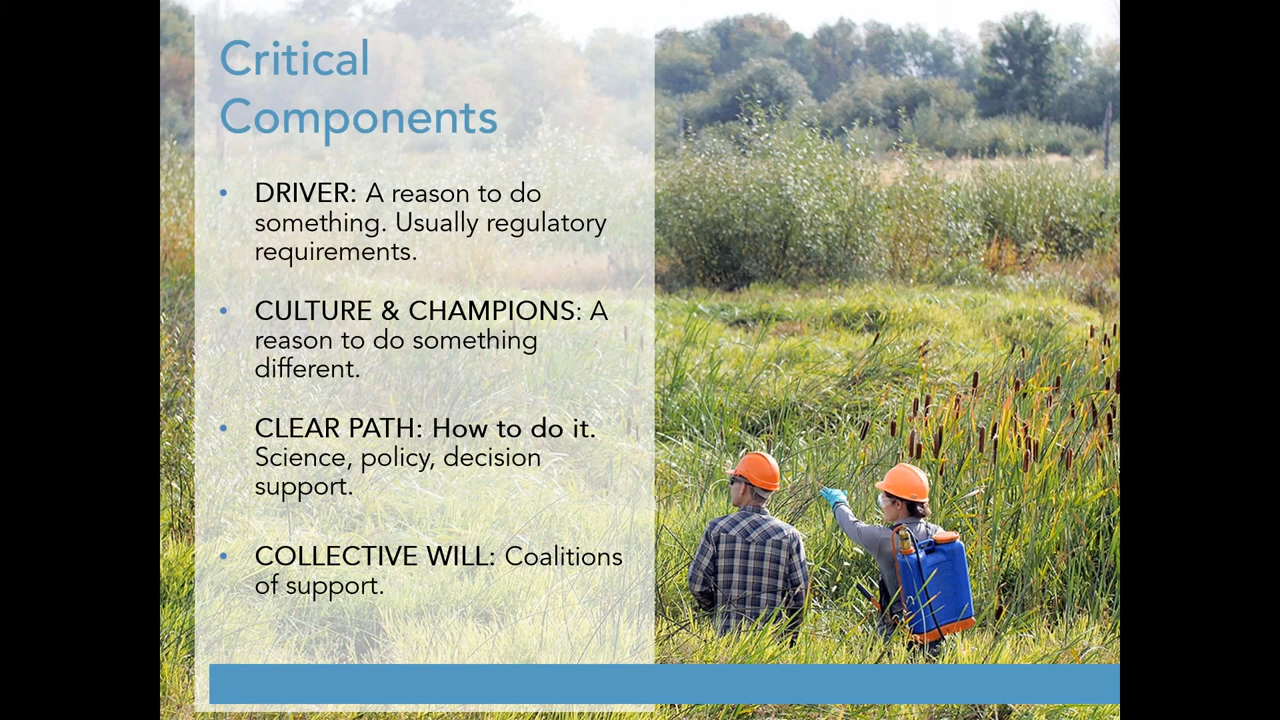 Critical
Components
• DRIVER: A reason to do
something. Usually regulatory
requirements.
• CULTURE & CHAMPIONS: A
reason to do something
different.
• CLEAR PATH: How to do it.
Science, policy, decision
support.
• COLLECTIVE WILL: Coalitions
of support.